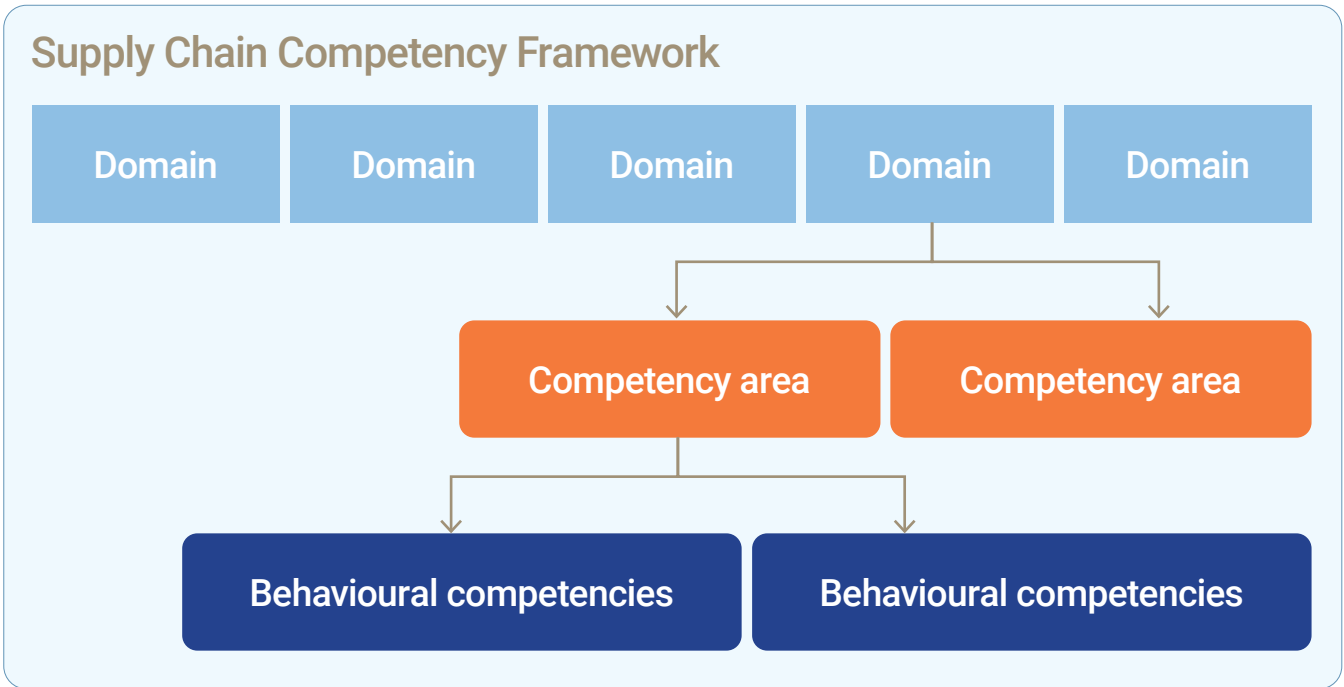 Supply Chain Competency Framework
Domain
Domain
Domain
Domain
Domain
Competency area
Competency area
Behavioural competencies
Behavioural competencies